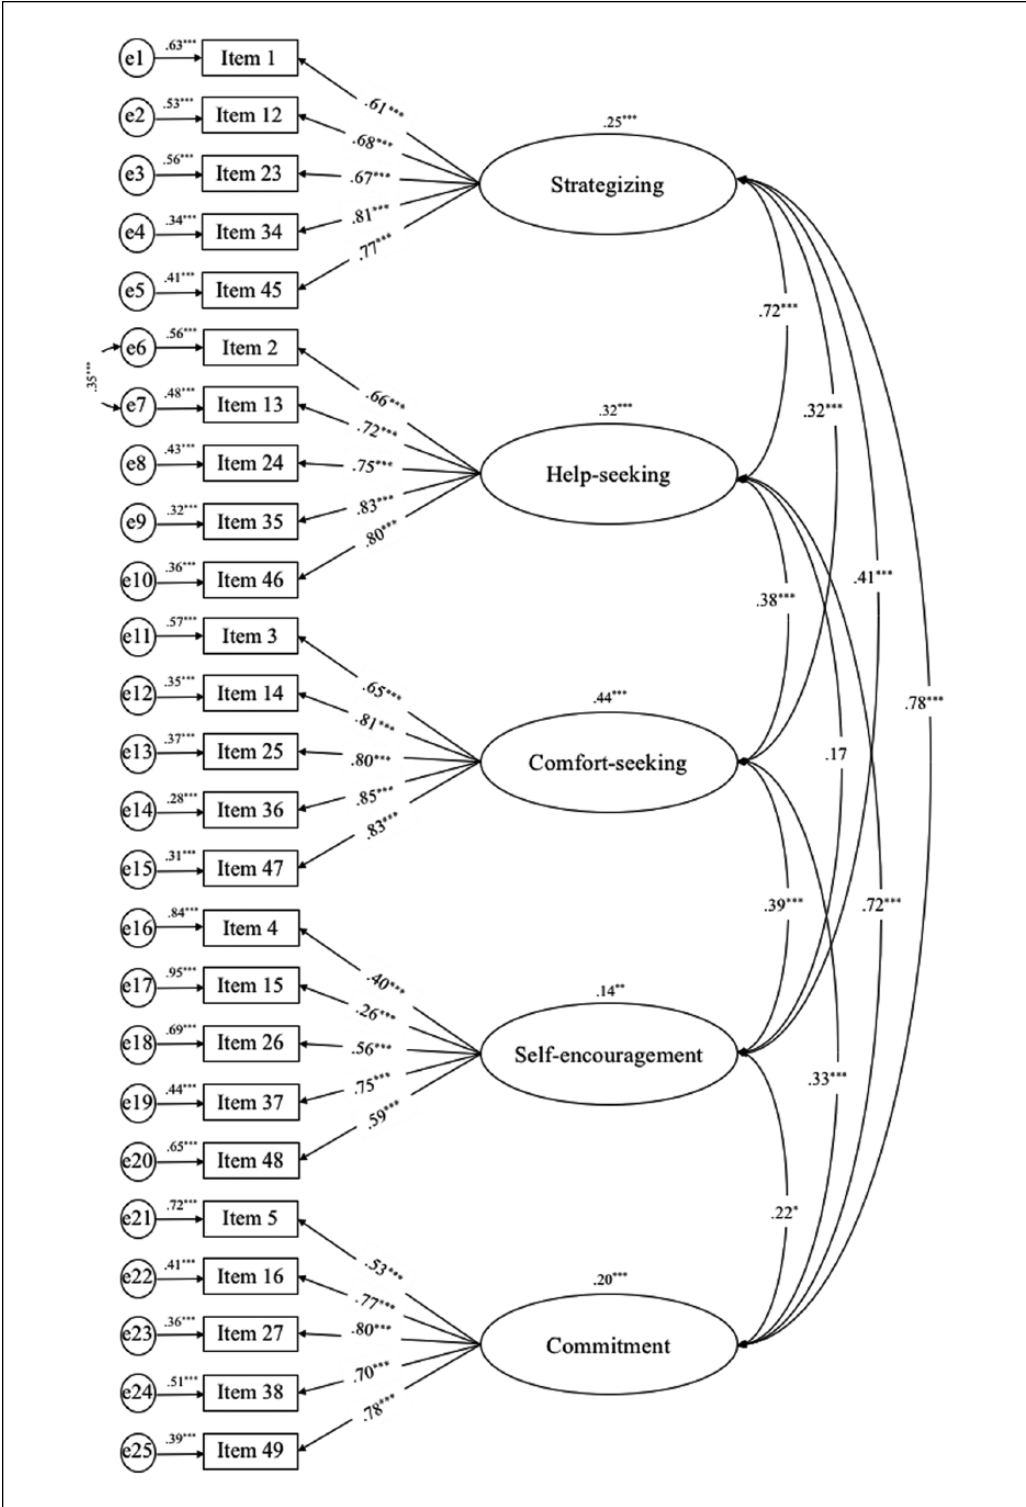 e1 .63*** Item 1
.61***
e2 .53*** Item 12
.68***
.25***
e3 .56*** Item 23
.67***
Strategizing
e4 .34*** Item 34
.81***
.77***
e5 .41*** Item 45
.72***
e6 .56*** Item 2
.35***
.66***
e7 .48*** Item 13
.72***
.32***
.32***
e8 .43*** Item 24
.75***
Help-seeking
e9 .32*** Item 35
.83***
.80***
e10 .36*** Item 46
.41***
.38***
e11 .57*** Item 3
.65***
e12 .35*** Item 14
.81***
.44***
.78***
e13 .37*** Item 25
.80***
Comfort-seeking
.17
e14 .28*** Item 36
.85***
.83***
e15 .31*** Item 47
.39***
.72***
e16 .84*** Item 4
.40***
e17 .95*** Item 15
.26***
.14**
e18 .69*** Item 26
.56***
Self-encouragement
.33***
e19 .44*** Item 37
.75***
.59***
e20 .65*** Item 48
.22*
e21 .72*** Item 5
.53***
e22 .41*** Item 16
.77***
.20***
e23 .36*** Item 27
.80***
Commitment
e24 .51*** Item 38
.70***
.78***
e25 .39*** Item 49